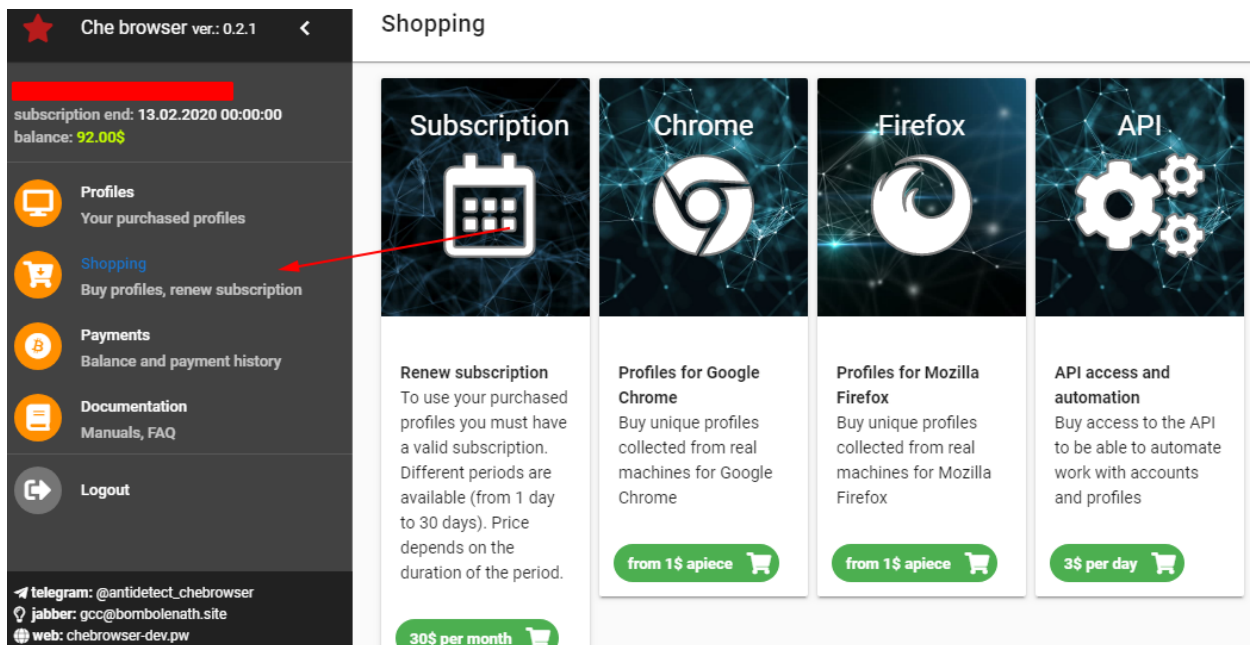 Che browser ver.: 0.2.1
subscription end: 13.02.2020 00:00:00
balance: 92.00$
Profiles
Your purchased profiles
Shopping
Buy profiles, renew subscription
Payments
Balance and payment history
Documentation
Manuals, FAQ
Logout
telegram: @antidetect_chebrowser
jabber: gcc@bombolenath.site
web: chebrowser-dev.pw
Shopping
Subscription
Renew subscription
To use your purchased
profiles you must have
a valid subscription.
Different periods are
available (from 1 day
to 30 days). Price
depends on the
duration of the period.
30$ per month
Chrome
Profiles for Google
Chrome
Buy unique profiles
collected from real
machines for Google
Chrome
from 1$ apiece
Firefox
Profiles for Mozilla
Firefox
Buy unique profiles
collected from real
machines for Mozilla
Firefox
from 1$ apiece
API
API access and
automation
Buy access to the API
to be able to automate
work with accounts
and profiles
3$ per day